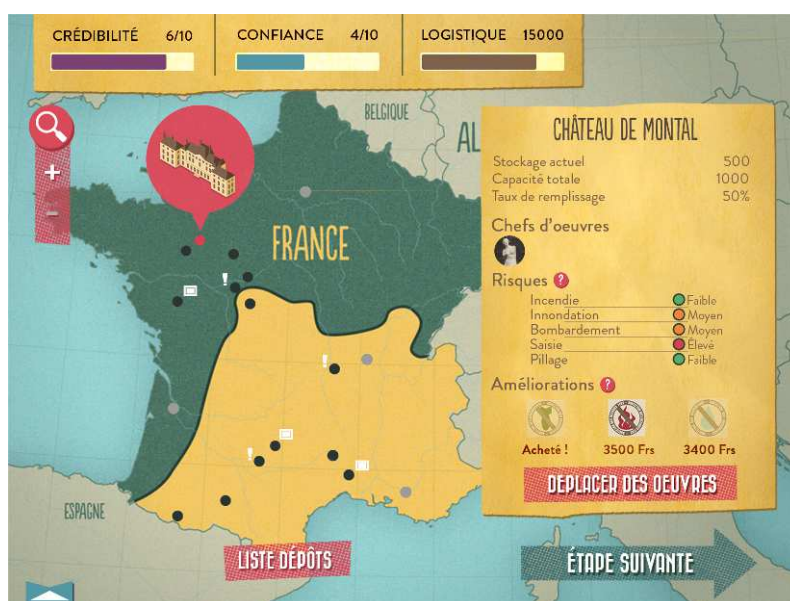 CRÉDIBILITÉ 6/10
CONFIANCE 4/10
LOGISTIQUE 15000
BELGIQUE
AL
+
-
FRANCE
ESPAGNE
CHÂTEAU DE MONTAL
Stockage actuel 500
Capacité totale 1000
Taux de remplissage 50%
Chefs d'oeuvres
Risques ?
Incendie Faible
Innondation Moyen
Bombardement Moyen
Saisie Élevé
Pillage Faible
Améliorations ?
Acheté ! 3500 Frs 3400 Frs
DEPLACER DES OEUVRES
LISTE DÉPÔTS
ÉTAPE SUIVANTE